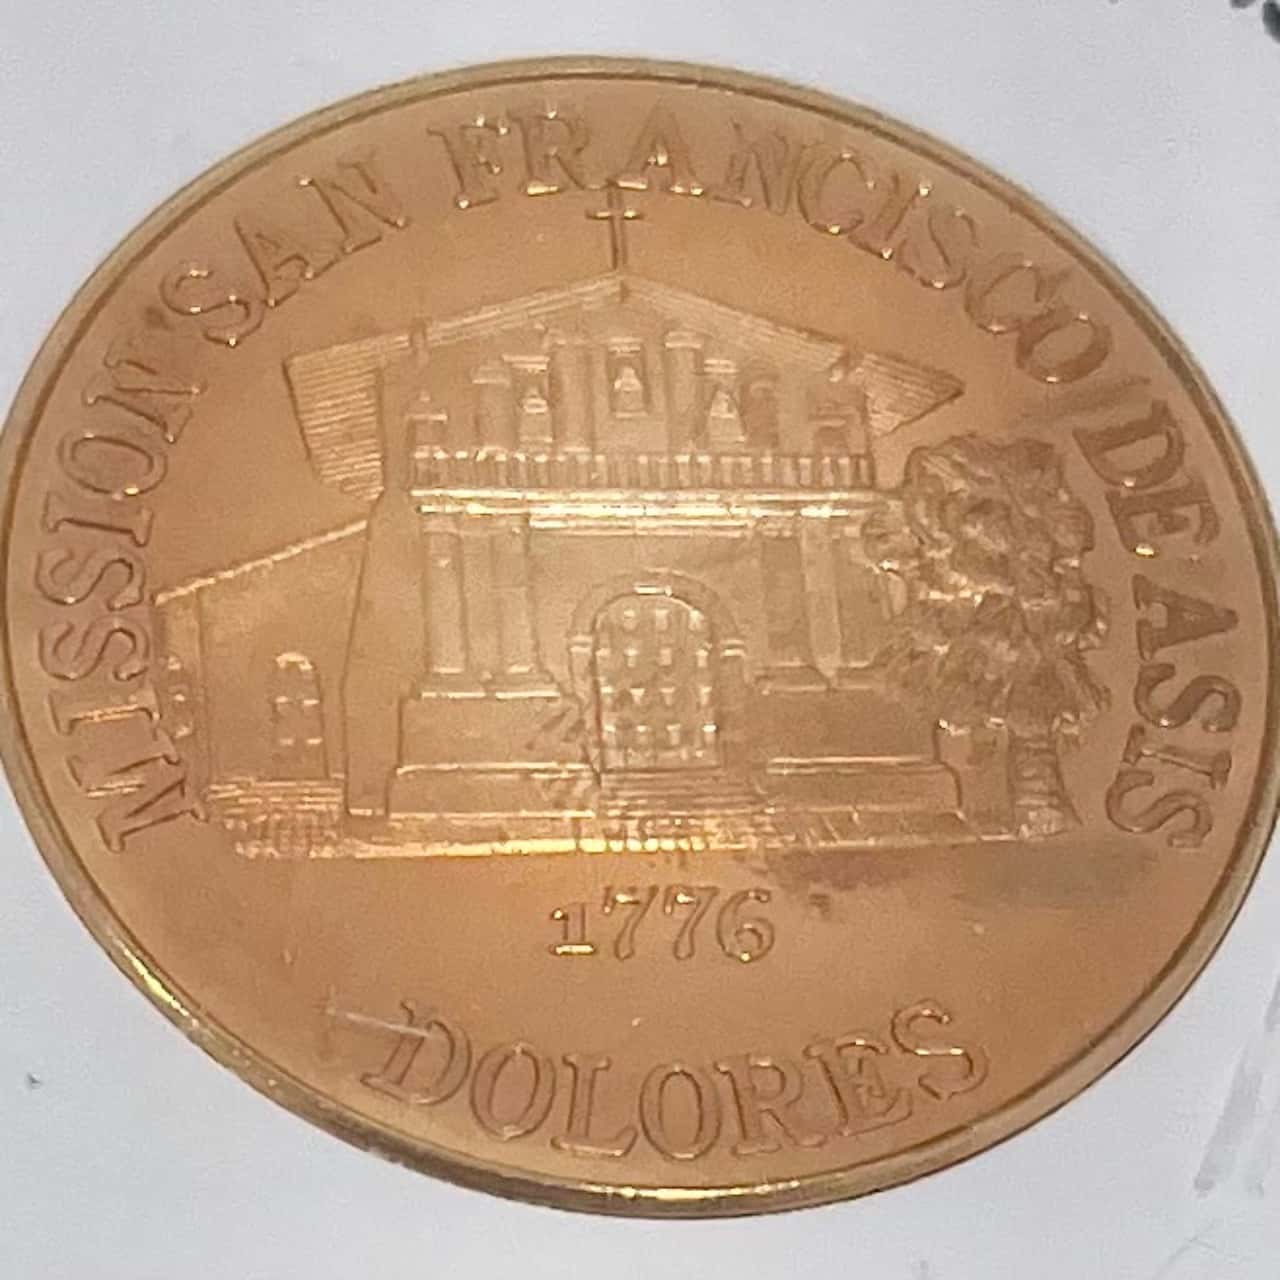 MISSION SAN FRANCISCO DE ASIS
1776
DOLORES